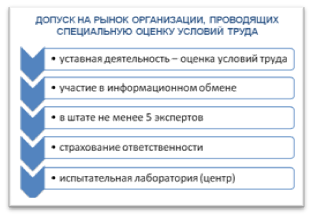 ДОПУСК НА РЫНОК ОРГАНИЗАЦИИ, ПРОВОДЯЩИХ
СПЕЦИАЛЬНУЮ ОЦЕНКУ УСЛОВИЙ ТРУДА
• уставная деятельность – оценка условий труда
• участие в информационном обмене
• в штате не менее 5 экспертов
• страхование ответственности
• испытательная лаборатория (центр)